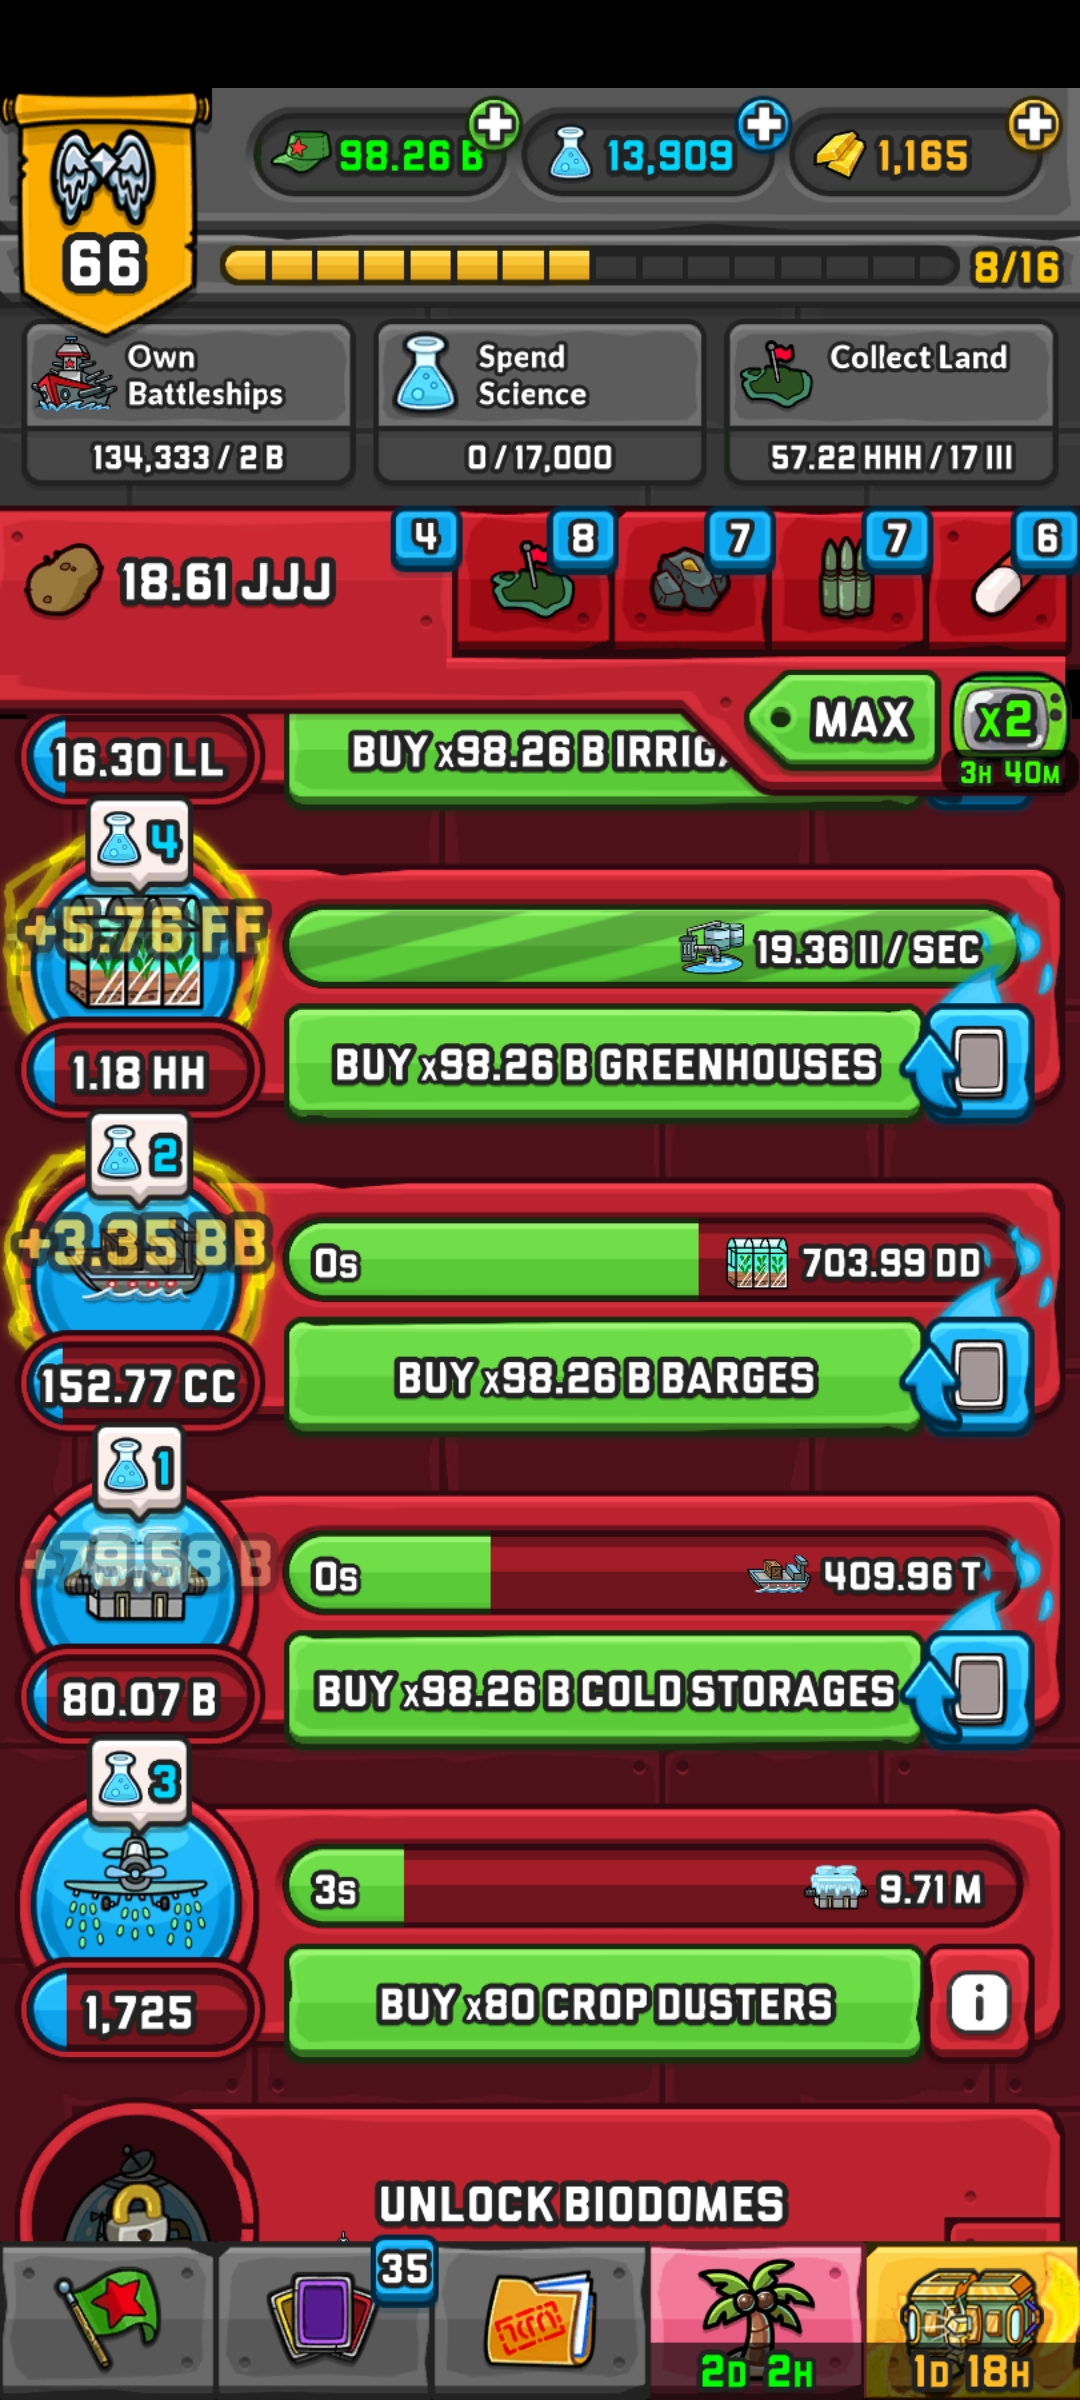 98.26 B
13,909
1,165
66
8/16
Own
Battleships
134,333 / 2 B
Spend
Science
0 / 17,000
Collect Land
57.22 HHH / 17 III
18.61 JJJ
4
8
7
7
6
MAX
x2
3H 40M
16.30 LL
BUY x98.26 B
4
+5.76 FF
19.36 II / SEC
1.18 HH
BUY x98.26 B GREENHOUSES
2
+3.35 BB
0s
703.99 DD
152.77 CC
BUY x98.26 B BARGES
1
+79.58 B
0s
409.96 T
80.07 B
BUY x98.26 B COLD STORAGES
3
3s
9.71 M
1,725
BUY x80 CROP DUSTERS
i
UNLOCK BIODOMES
35
2D 2H
1D 18H